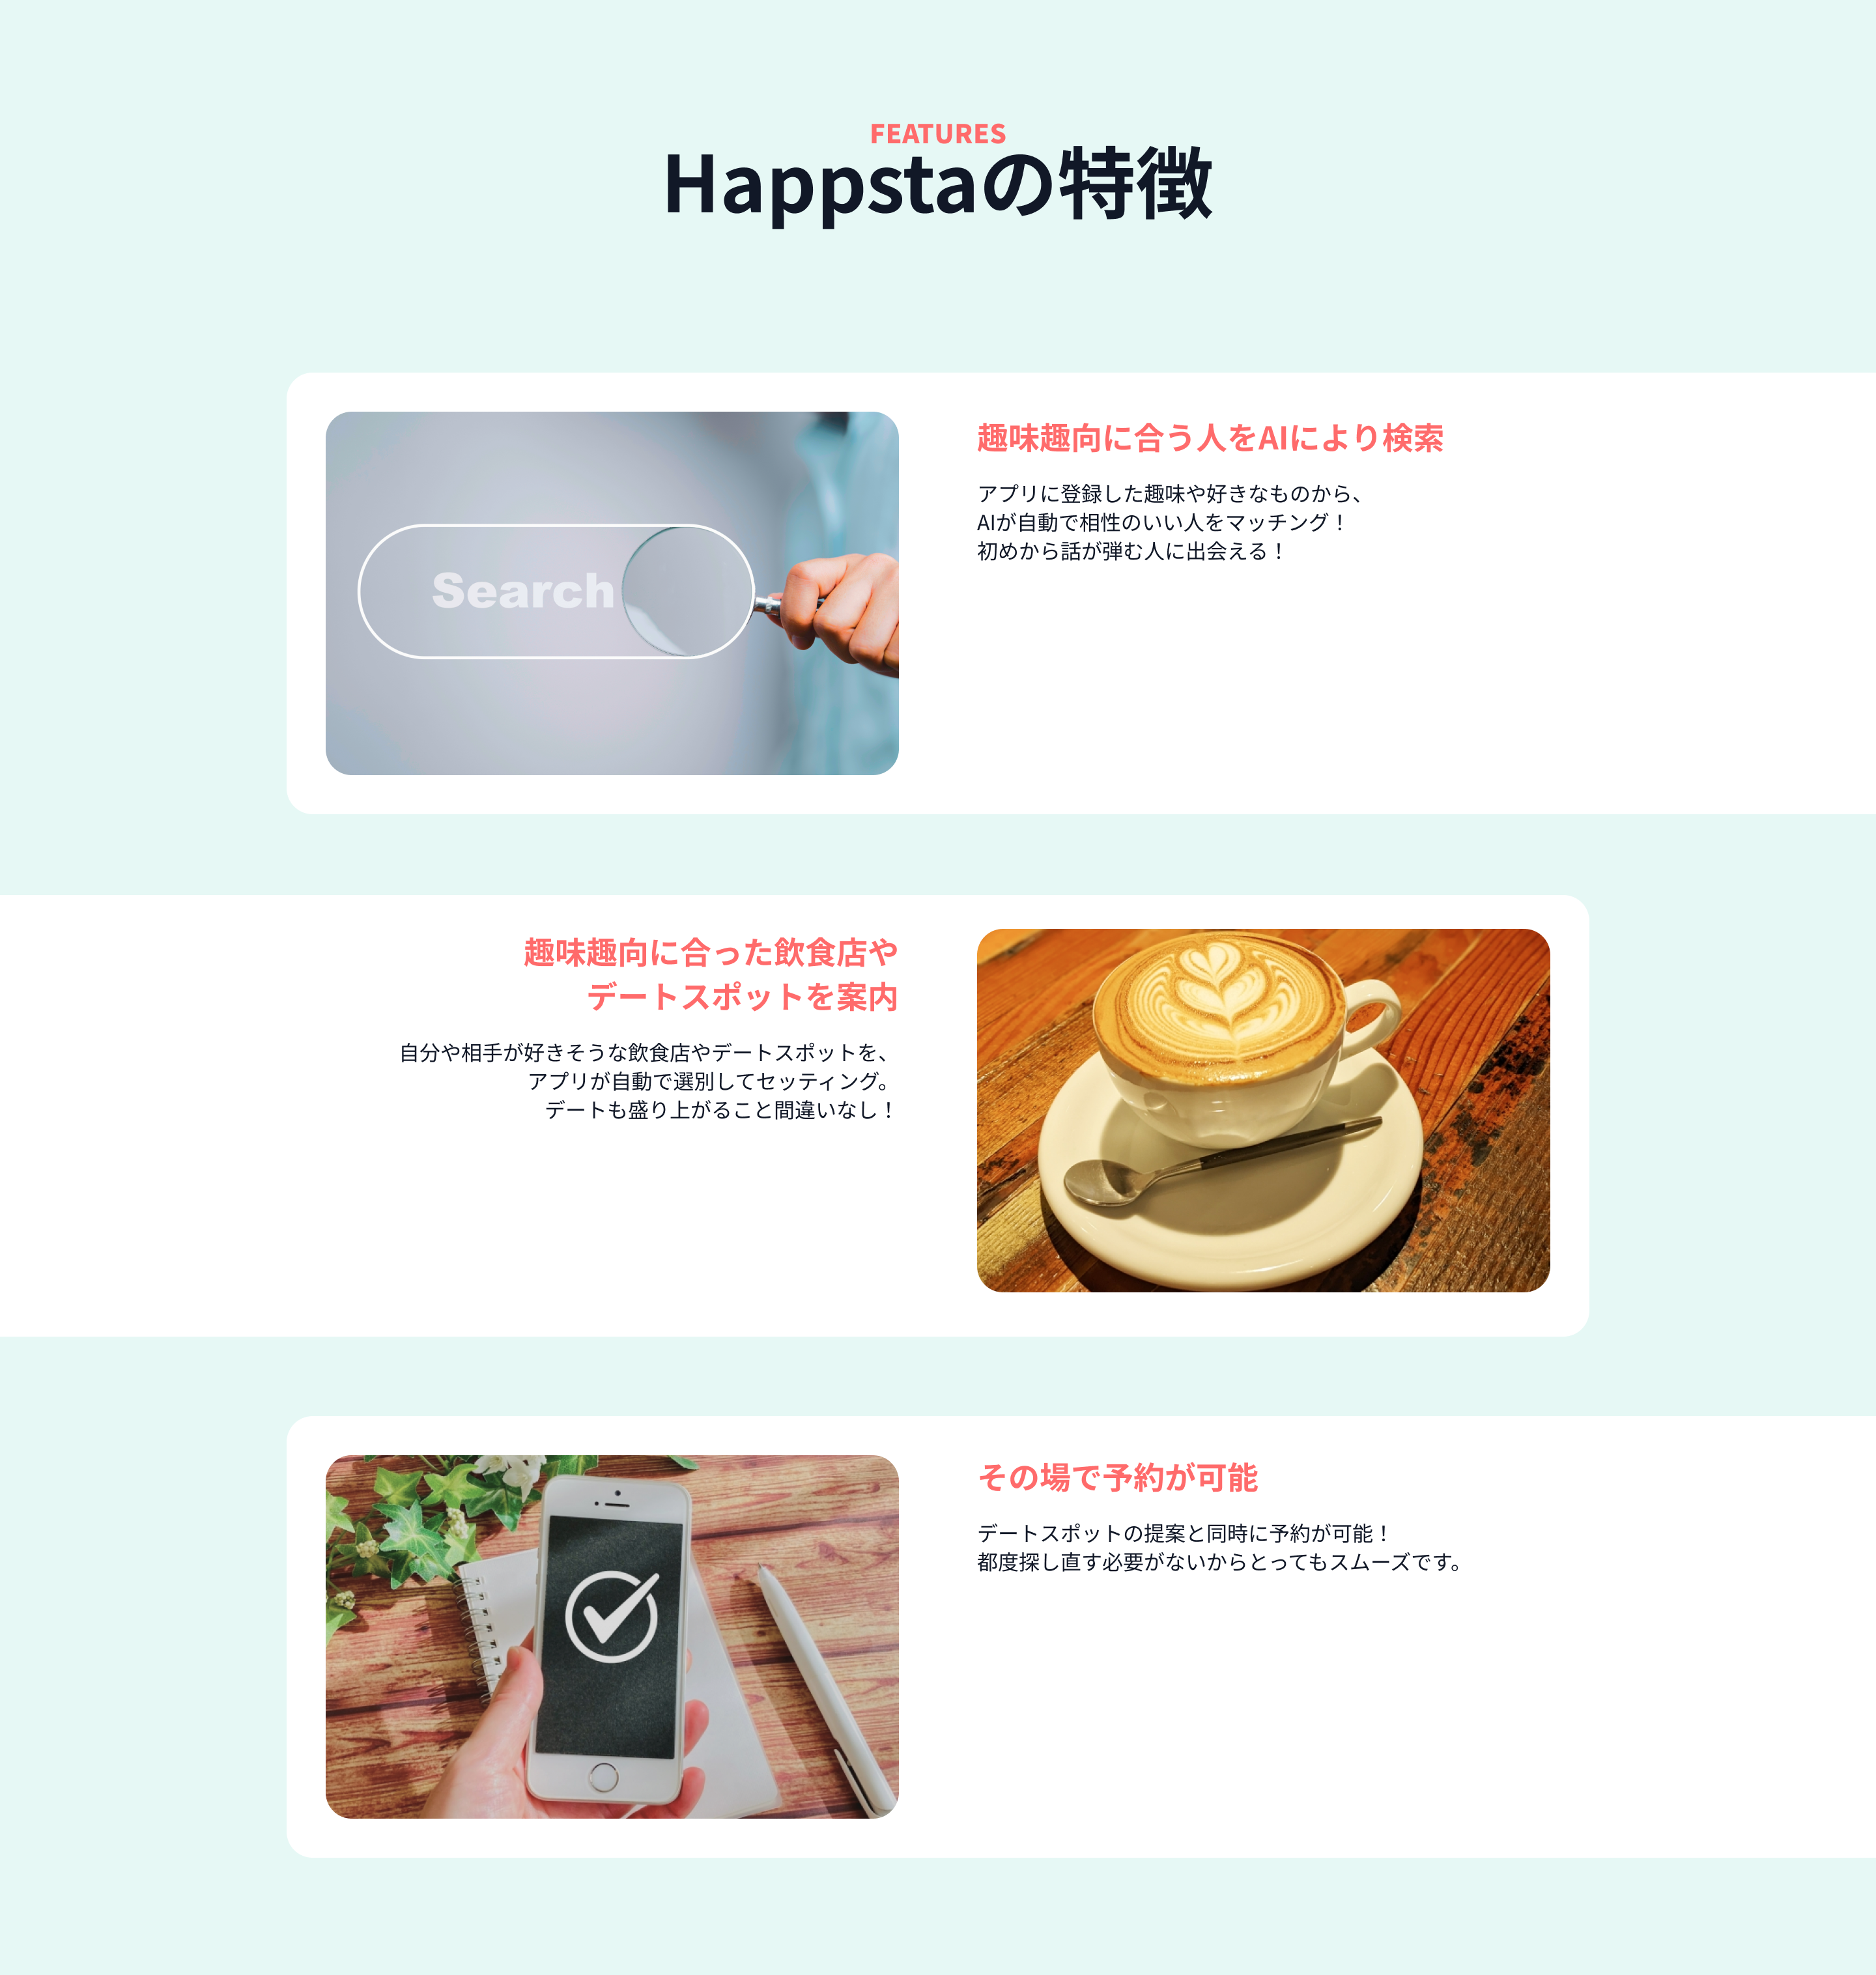 FEATURES
Happstaの特徴
Search
趣味趣向に合う人をAIにより検索
アプリに登録した趣味や好きなものから、
AIが自動で相性のいい人をマッチング！
初めから話が弾む人に出会える！
趣味趣向に合った飲食店や
デートスポットを案内
自分や相手が好きそうな飲食店やデートスポットを、
アプリが自動で選別してセッティング。
デートも盛り上がること間違いなし！
その場で予約が可能
デートスポットの提案と同時に予約が可能！
都度探し直す必要がないからとってもスムーズです。